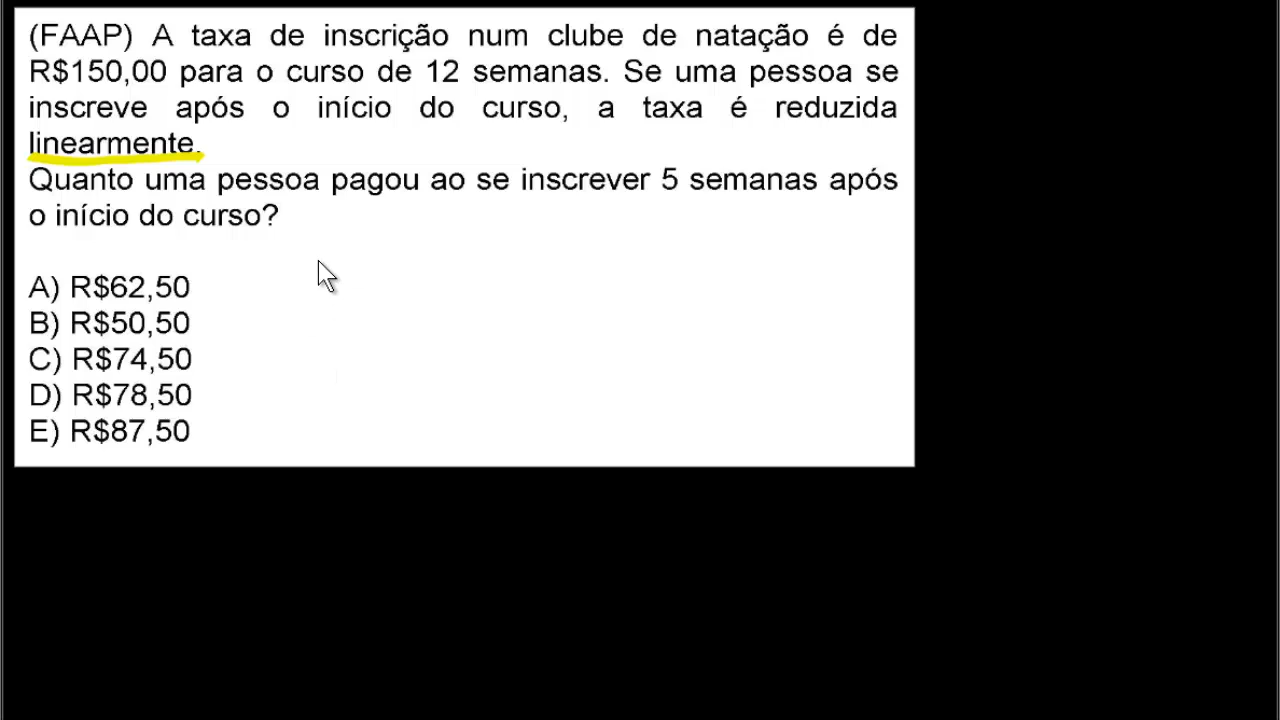 (FAAP) A taxa de inscrição num clube de natação é de
R$150,00 para o curso de 12 semanas. Se uma pessoa se
inscreve após o início do curso, a taxa é reduzida
linearmente.
Quanto uma pessoa pagou ao se inscrever 5 semanas após
o início do curso?
A) R$62,50
B) R$50,50
C) R$74,50
D) R$78,50
E) R$87,50